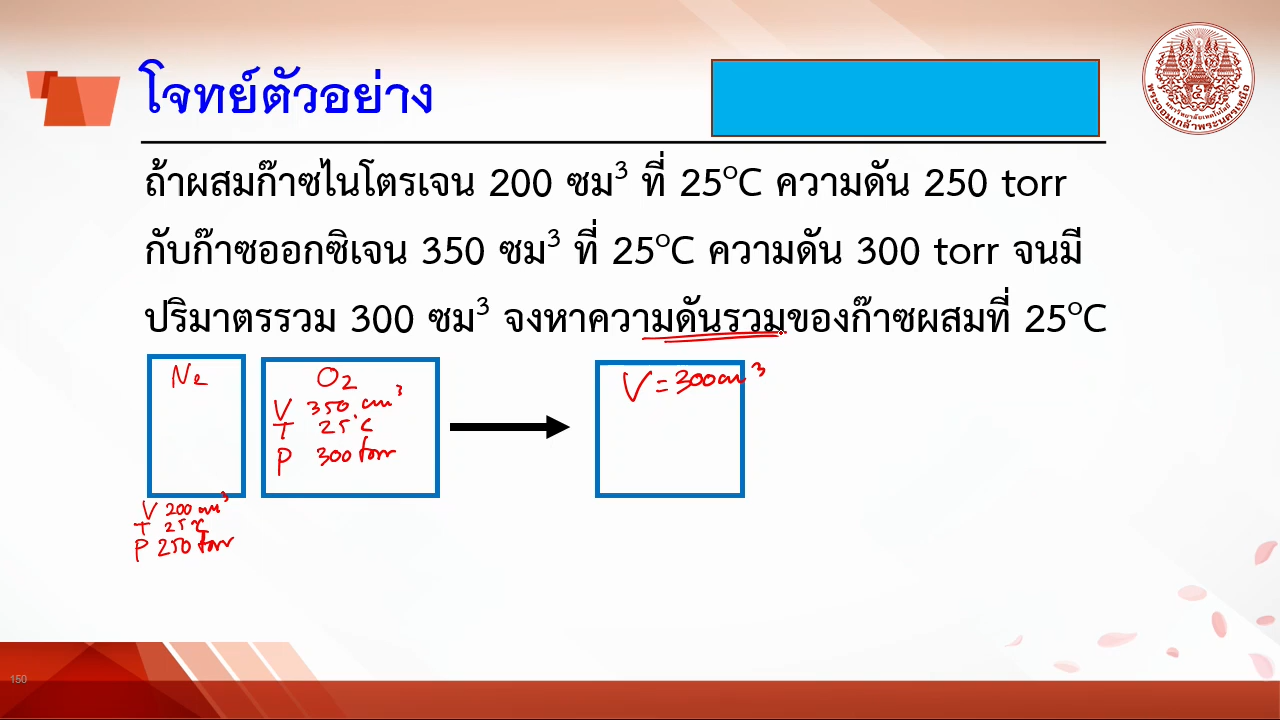 โจทย์ตัวอย่าง
ถ้าผสมก๊าซไนโตรเจน 200 ซม³ ที่ 25°C ความดัน 250 torr
กับก๊าซออกซิเจน 350 ซม³ ที่ 25°C ความดัน 300 torr จนมี
ปริมาตรรวม 300 ซม³ จงหาความดันรวมของก๊าซผสมที่ 25°C
N₂
O₂
V 350 cm³
T 25°C
P 300 torr
V = 300 cm³
V 200 cm³
T 25°C
P 250 torr
150